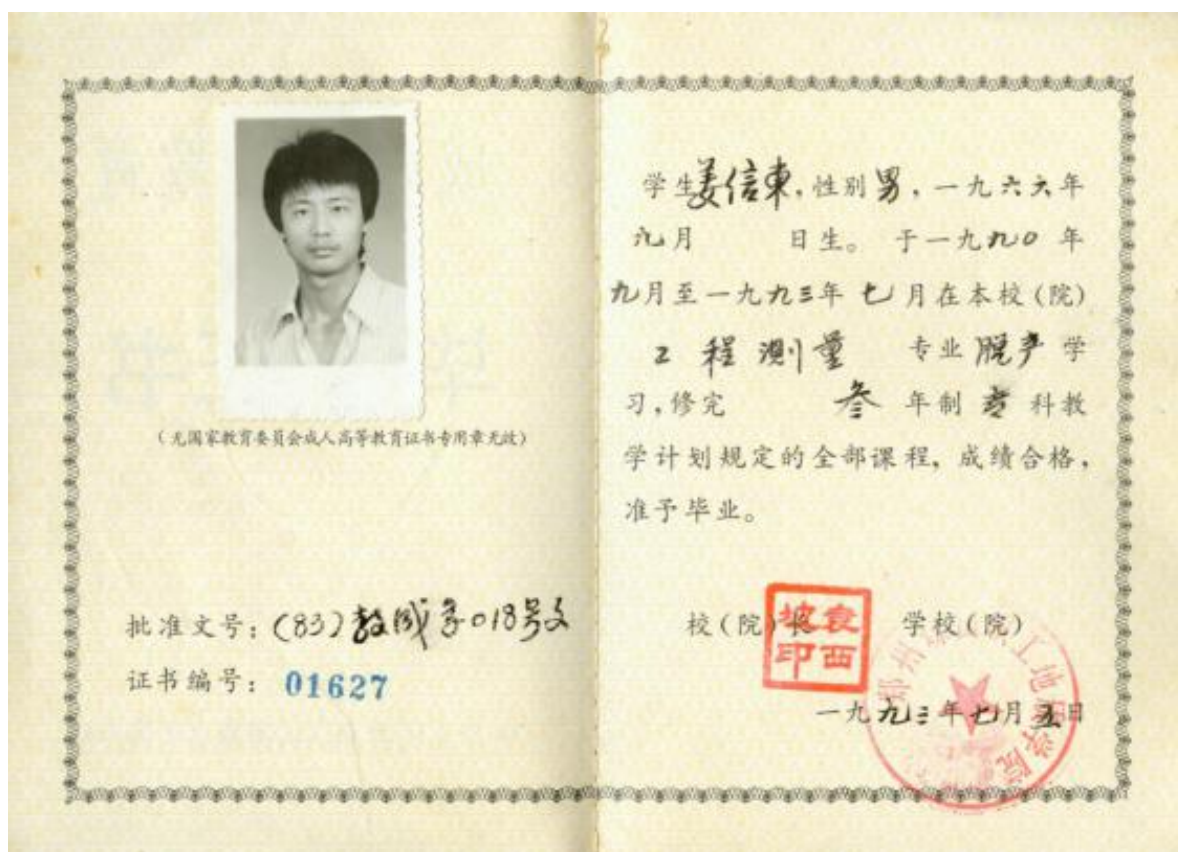 (无国家教育委员会成人高等教育证书专用章无效)
批准文号：(83)教成字018号文
证书编号： 01627
学生姜信東，性别男，一九六六年
九月 日生。 于一九九〇年
九月至一九九三年七月在本校(院)
工程测量 专业脱产学
习，修完 叁 年制 专 科教
学计划规定的全部课程，成绩合格，
准予毕业。
校(院)长 学校(院)
袁西坡印
一九九三年七月五日